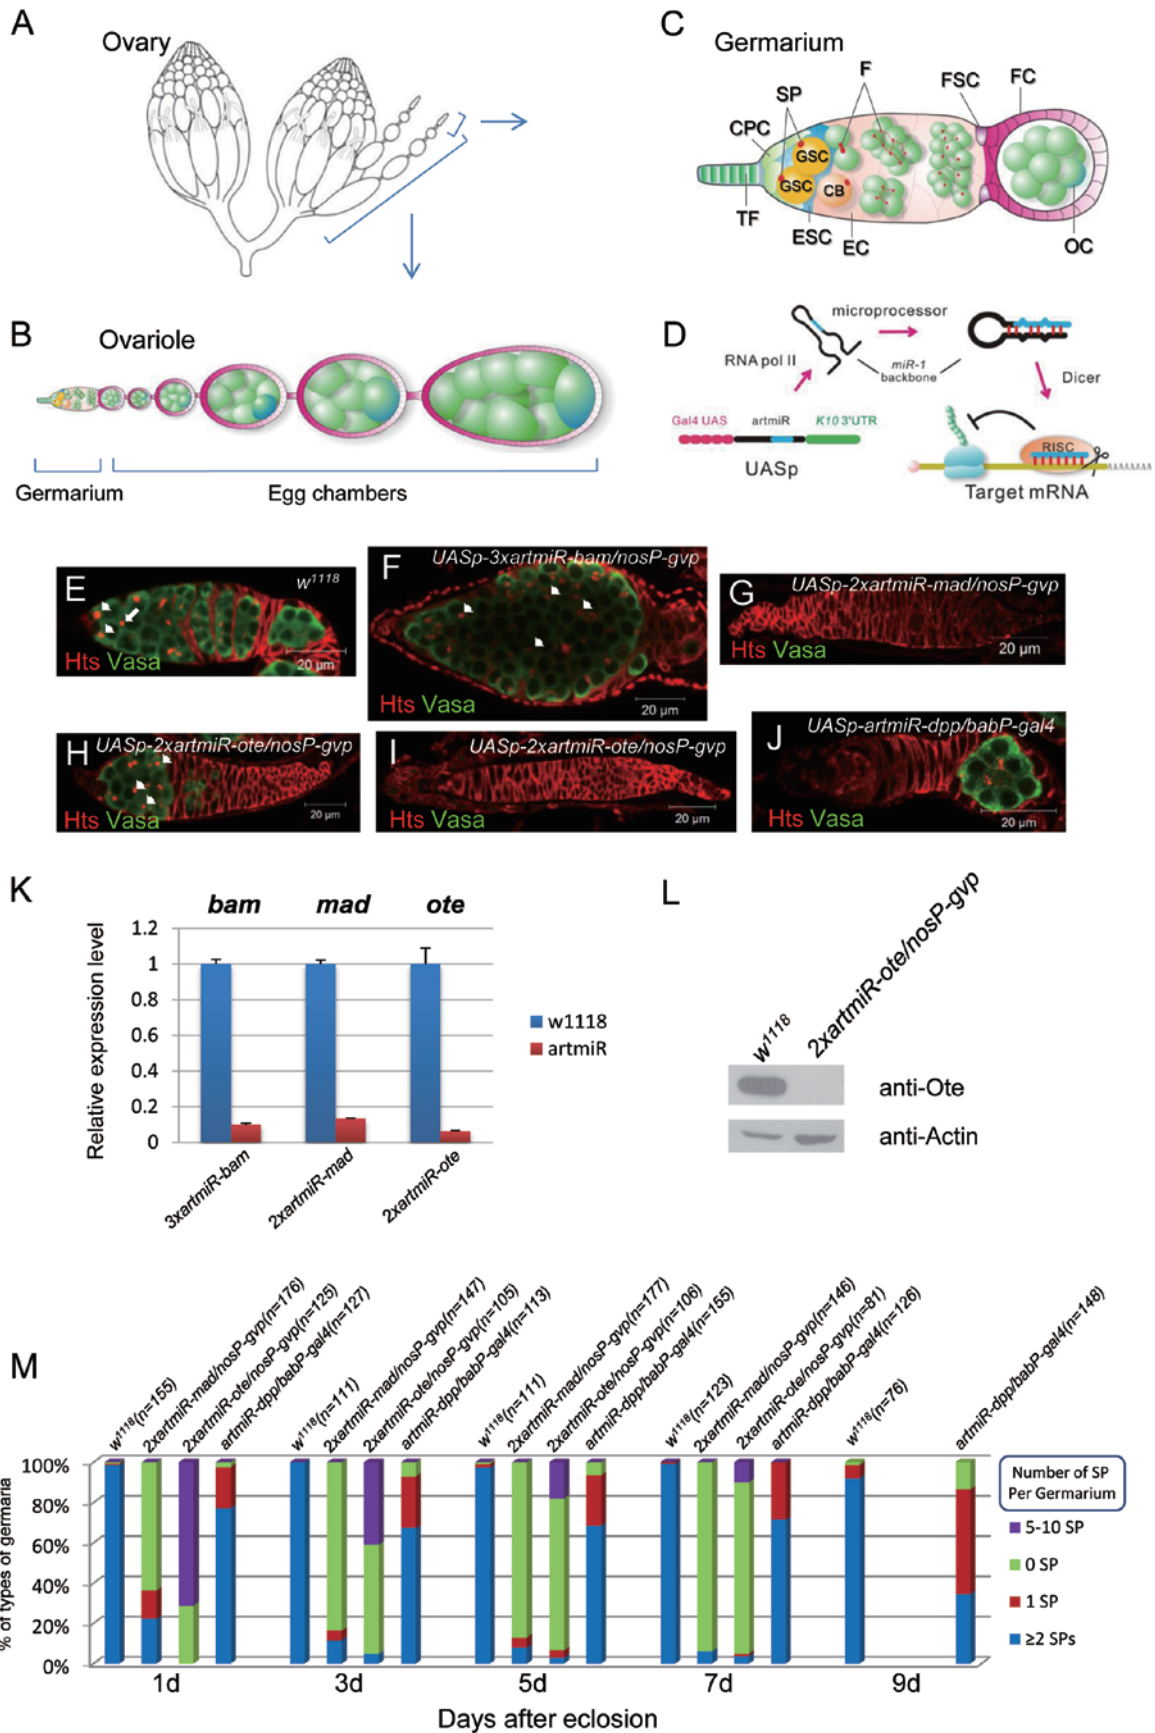 A
Ovary
C
Germarium
F
SP
FSC
FC
CPC
GSC
GSC
CB
TF
ESC
EC
OC
B
Ovariole
Germarium
Egg chambers
D
microprocessor
RNA pol II
miR-1
backbone
Dicer
Gal4 UAS
artmiR
K10 3'UTR
UASp
RISC
Target mRNA
E
w1118
Hts Vasa
20 µm
F
UASp-3xartmiR-bam/nosP-gvp
Hts Vasa
20 µm
G
UASp-2xartmiR-mad/nosP-gvp
Hts Vasa
20 µm
H
UASp-2xartmiR-ote/nosP-gvp
Hts Vasa
20 µm
I
UASp-2xartmiR-ote/nosP-gvp
Hts Vasa
20 µm
J
UASp-artmiR-dpp/babP-gal4
Hts Vasa
20 µm
K
bam
mad
ote
Relative expression level
1.2
1
0.8
0.6
0.4
0.2
0
w1118
artmiR
3xartmiR-bam
2xartmiR-mad
2xartmiR-ote
L
w1118
2xartmiR-ote/nosP-gvp
anti-Ote
anti-Actin
M
w1118(n=155)
2xartmiR-mad/nosP-gvp(n=176)
2xartmiR-ote/nosP-gvp(n=125)
artmiR-dpp/babP-gal4(n=127)
w1118(n=111)
2xartmiR-mad/nosP-gvp(n=147)
2xartmiR-ote/nosP-gvp(n=105)
artmiR-dpp/babP-gal4(n=113)
w1118(n=111)
2xartmiR-mad/nosP-gvp(n=177)
2xartmiR-ote/nosP-gvp(n=106)
artmiR-dpp/babP-gal4(n=155)
w1118(n=123)
2xartmiR-mad/nosP-gvp(n=146)
2xartmiR-ote/nosP-gvp(n=81)
artmiR-dpp/babP-gal4(n=126)
w1118(n=76)
artmiR-dpp/babP-gal4(n=148)
% of types of germaria
100%
80%
60%
40%
20%
0%
1d
3d
5d
7d
9d
Days after eclosion
Number of SP
Per Germarium
5-10 SP
0 SP
1 SP
≥2 SPs